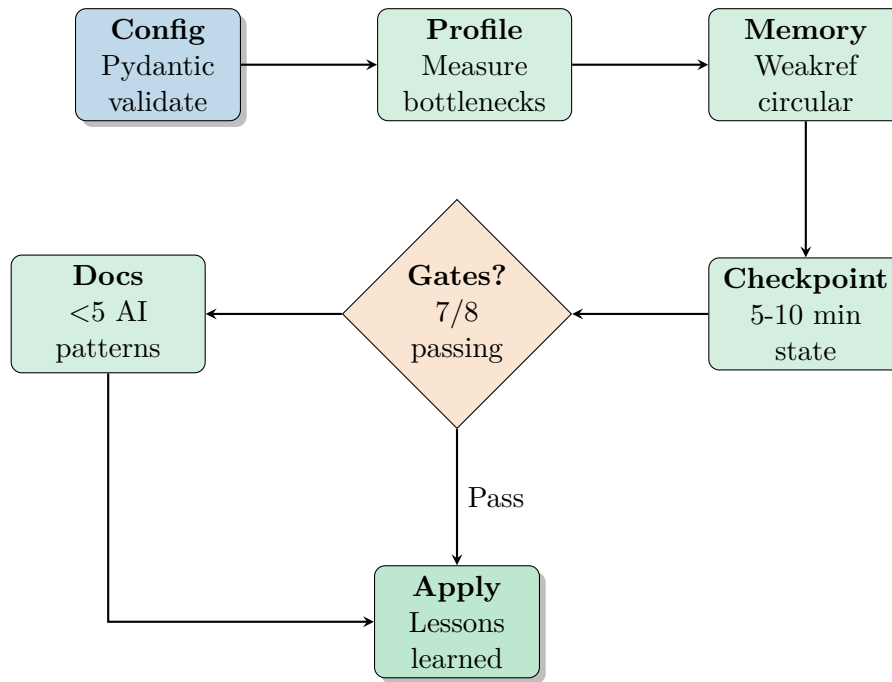 Config
Pydantic
validate
Profile
Measure
bottlenecks
Memory
Weakref
circular
Docs
<5 AI
patterns
Gates?
7/8
passing
Checkpoint
5-10 min
state
Pass
Apply
Lessons
learned